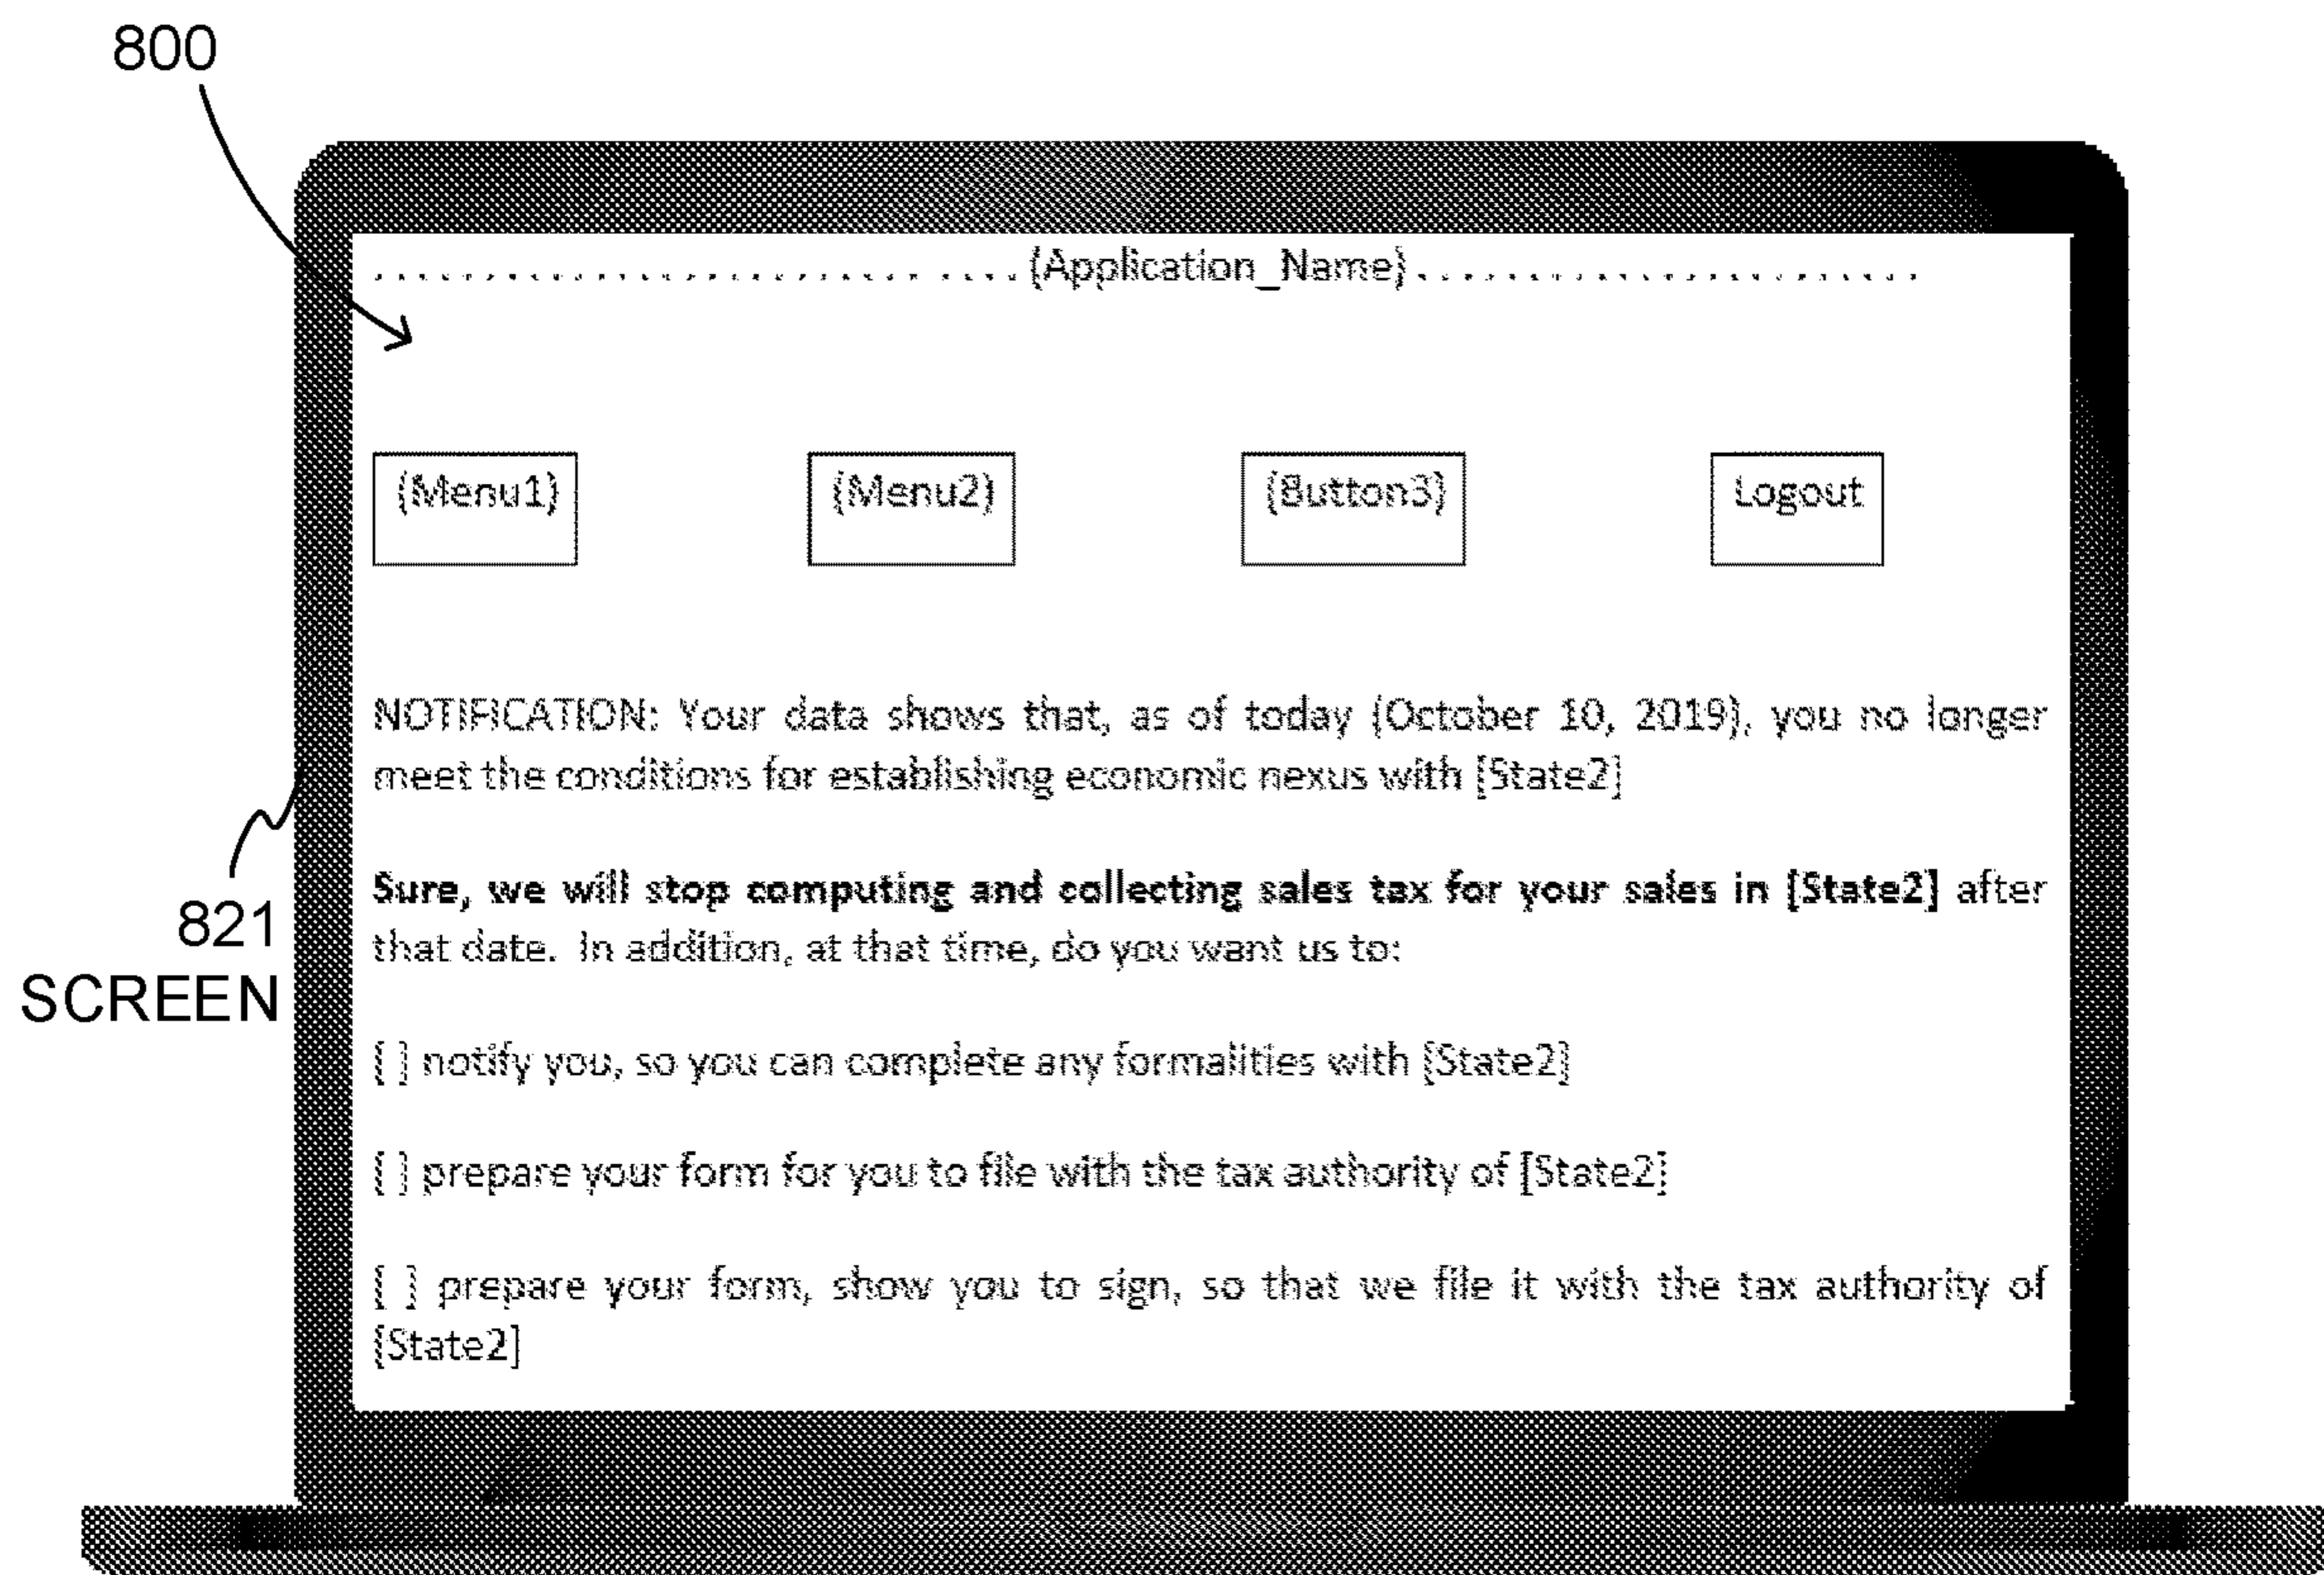 800
. . . . . . . . . . . . . . . . . . . . . . . . . . . . . (Application_Name) . . . . . . . . . . . . . . . . . . . . . . .
(Menu1) (Menu2) (Button3) Logout
NOTIFICATION: Your data shows that, as of today (October 10, 2019), you no longer
meet the conditions for establishing economic nexus with [State2]
Sure, we will stop computing and collecting sales tax for your sales in [State2] after
that date. In addition, at that time, do you want us to:
821
SCREEN
[ ] notify you, so you can complete any formalities with [State2]
[ ] prepare your form for you to file with the tax authority of [State2]
[ ] prepare your form, show you to sign, so that we file it with the tax authority of
[State2]